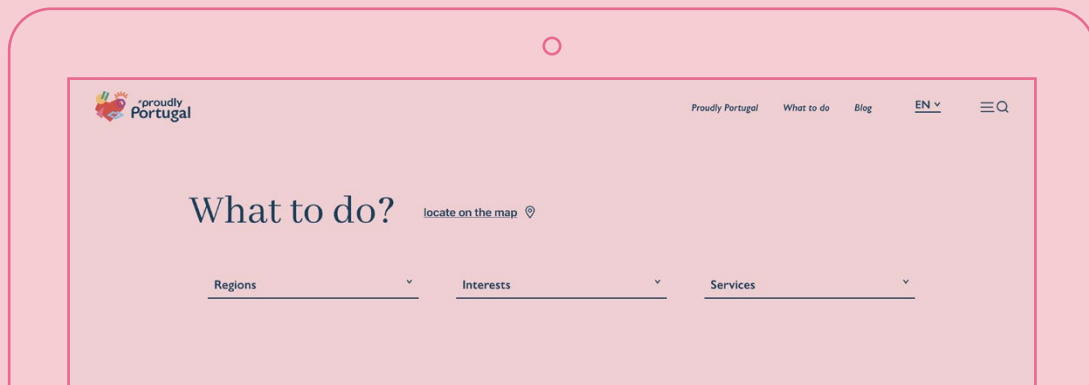 #proudly
Portugal
Proudly Portugal
What to do
Blog
EN
What to do?
locate on the map
Regions
Interests
Services